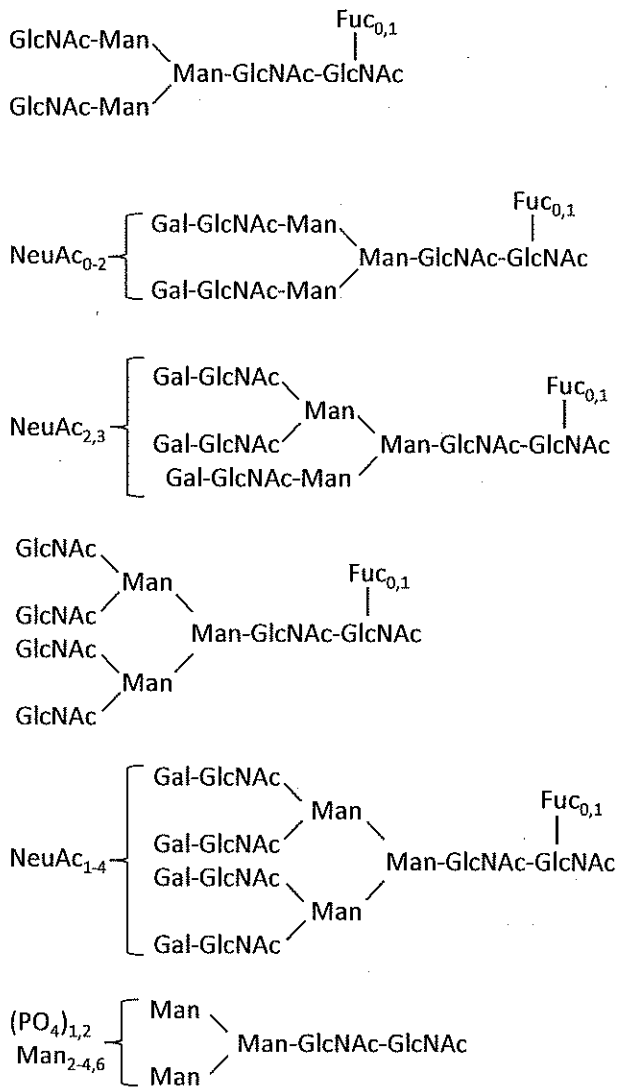 Fuc0,1
GlcNAc-Man
Man-GlcNAc-GlcNAc
GlcNAc-Man
Fuc0,1
Gal-GlcNAc-Man
NeuAc0-2
Man-GlcNAc-GlcNAc
Gal-GlcNAc-Man
Gal-GlcNAc
Fuc0,1
Man
NeuAc2,3
Gal-GlcNAc
Man-GlcNAc-GlcNAc
Gal-GlcNAc-Man
GlcNAc
Man
Fuc0,1
GlcNAc
Man-GlcNAc-GlcNAc
GlcNAc
Man
GlcNAc
Gal-GlcNAc
Fuc0,1
Man
Gal-GlcNAc
NeuAc1-4
Man-GlcNAc-GlcNAc
Gal-GlcNAc
Man
Gal-GlcNAc
(PO4)1,2
Man
Man-GlcNAc-GlcNAc
Man2-4,6
Man